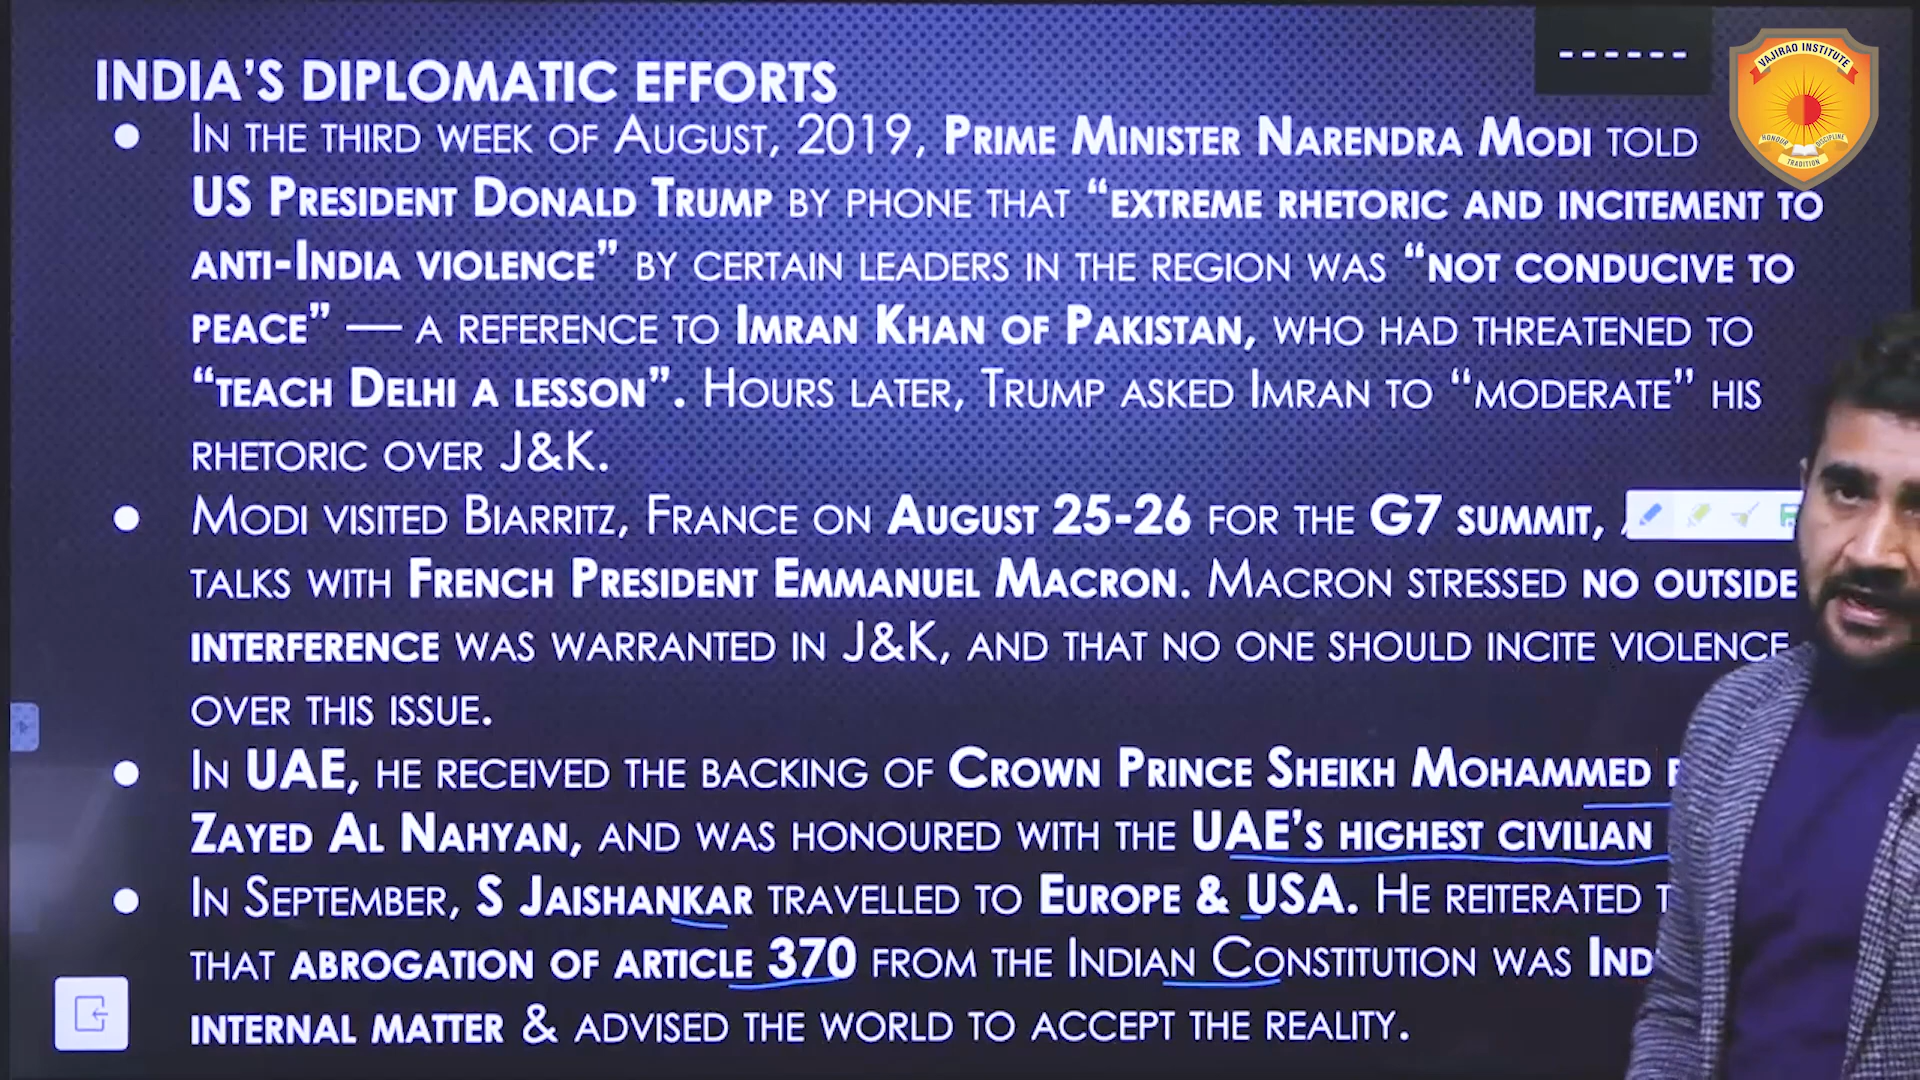 INDIA'S DIPLOMATIC EFFORTS
VAJIRAO INSTITUTE
HONOUR TRADITION DISCIPLINE
● IN THE THIRD WEEK OF AUGUST, 2019, PRIME MINISTER NARENDRA MODI TOLD
US PRESIDENT DONALD TRUMP BY PHONE THAT “EXTREME RHETORIC AND INCITEMENT TO
ANTI-INDIA VIOLENCE” BY CERTAIN LEADERS IN THE REGION WAS “NOT CONDUCIVE TO
PEACE” — A REFERENCE TO IMRAN KHAN OF PAKISTAN, WHO HAD THREATENED TO
“TEACH DELHI A LESSON”. HOURS LATER, TRUMP ASKED IMRAN TO “MODERATE” HIS
RHETORIC OVER J&K.
● MODI VISITED BIARRITZ, FRANCE ON AUGUST 25-26 FOR THE G7 SUMMIT,
TALKS WITH FRENCH PRESIDENT EMMANUEL MACRON. MACRON STRESSED NO OUTSIDE
INTERFERENCE WAS WARRANTED IN J&K, AND THAT NO ONE SHOULD INCITE VIOLENCE
OVER THIS ISSUE.
● IN UAE, HE RECEIVED THE BACKING OF CROWN PRINCE SHEIKH MOHAMMED
ZAYED AL NAHYAN, AND WAS HONOURED WITH THE UAE'S HIGHEST CIVILIAN
● IN SEPTEMBER, S JAISHANKAR TRAVELLED TO EUROPE & USA. HE REITERATED
THAT ABROGATION OF ARTICLE 370 FROM THE INDIAN CONSTITUTION WAS
INTERNAL MATTER & ADVISED THE WORLD TO ACCEPT THE REALITY.